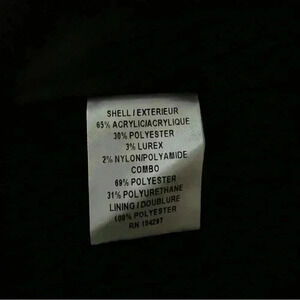 SHELL/EXTERIEUR
65% ACRYLIC/ACRYLIQUE
30% POLYESTER
3% LUREX
2% NYLON/POLYAMIDE
COMBO
69% POLYESTER
31% POLYURETHANE
LINING/DOUBLURE
100% POLYESTER
RN 104297